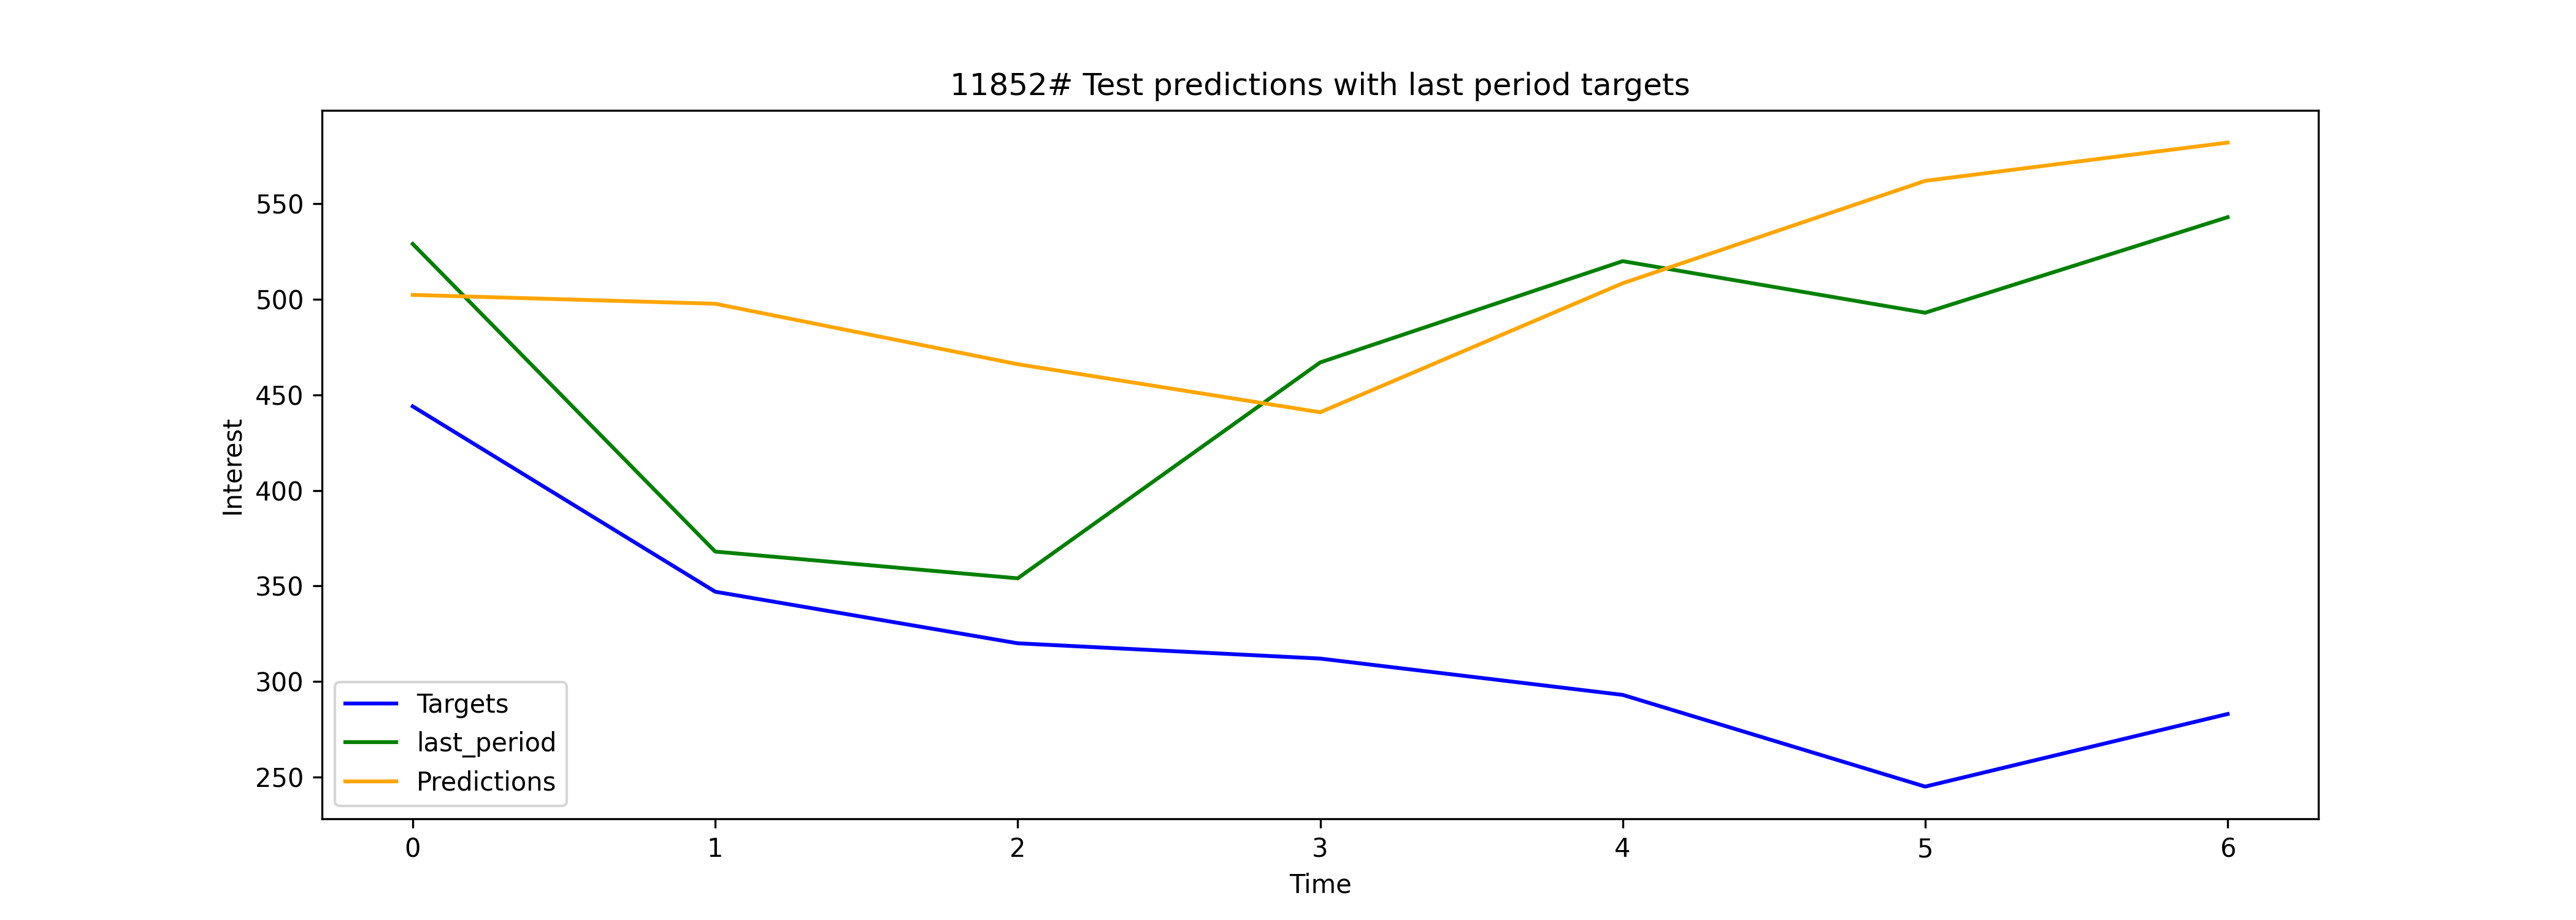 11852# Test predictions with last period targets
Interest
550
500
450
400
350
300
250
Targets
last_period
Predictions
0 1 2 3 4 5 6
Time